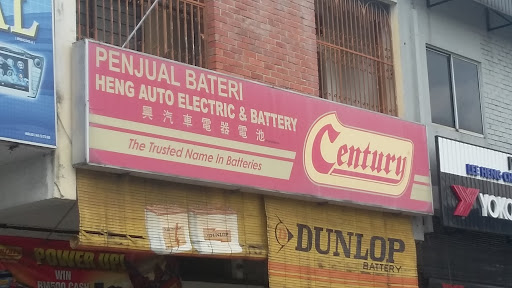 PENJUAL BATERI
HENG AUTO ELECTRIC & BATTERY
興汽車電器電池
The Trusted Name In Batteries
Century
DUNLOP
BATTERY
POWER UP!
WIN